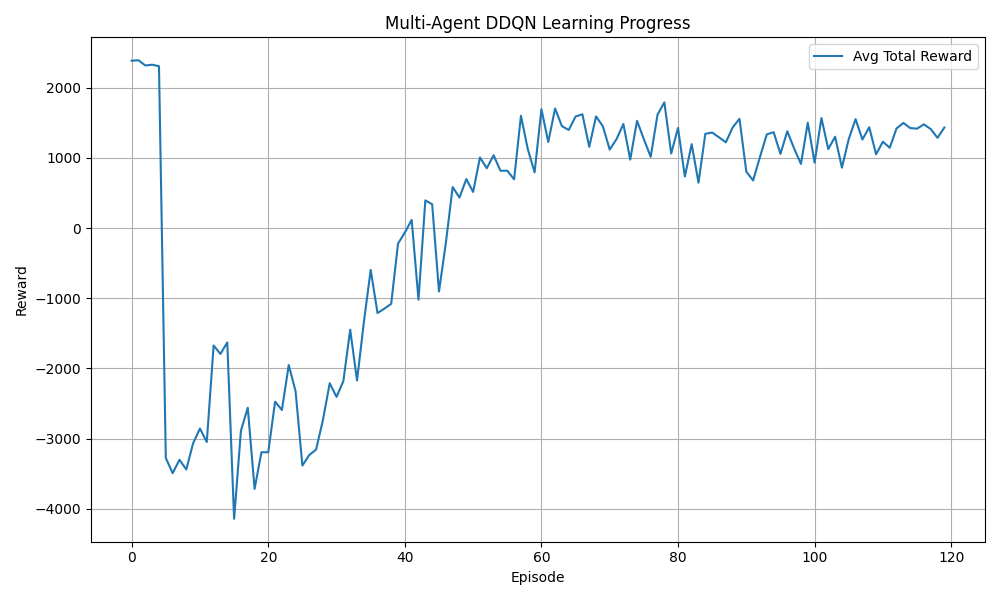 Multi-Agent DDQN Learning Progress
Avg Total Reward
Reward
2000
1000
0
−1000
−2000
−3000
−4000
0 20 40 60 80 100 120
Episode